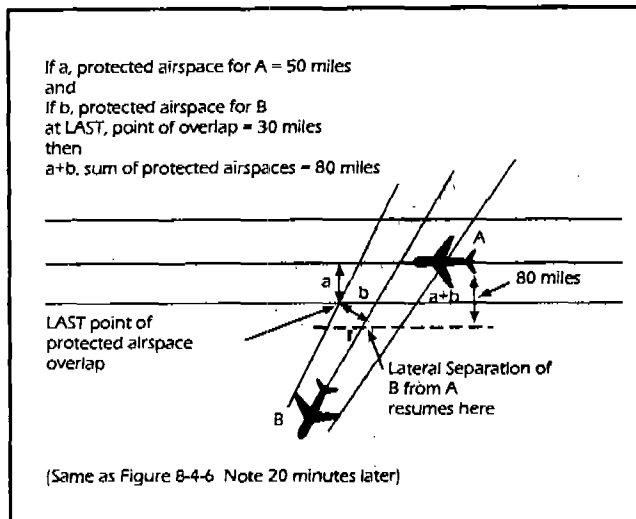 If a, protected airspace for A = 50 miles
and
If b, protected airspace for B
at LAST, point of overlap = 30 miles
then
a+b, sum of protected airspaces = 80 miles
A
a
b
a+b
80 miles
LAST point of
protected airspace
overlap
r
Lateral Separation of
B from A
resumes here
B
(Same as Figure 8-4-6 Note 20 minutes later)